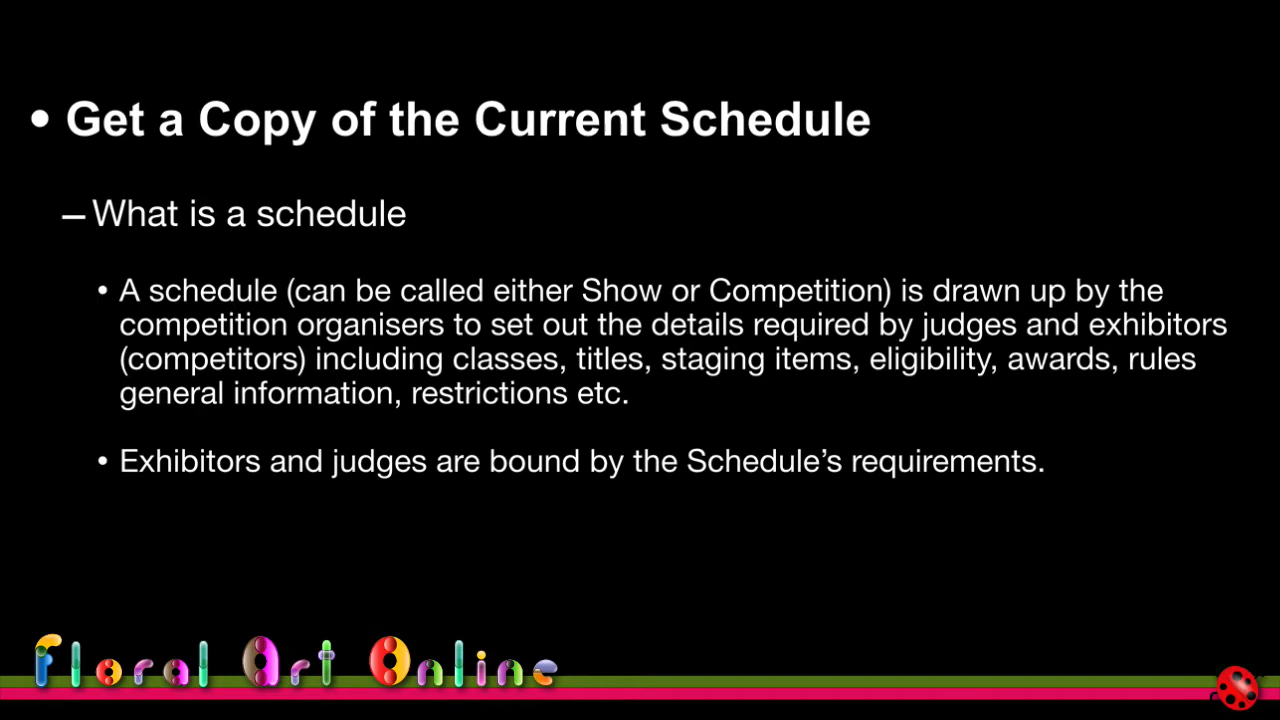 • Get a Copy of the Current Schedule
– What is a schedule
• A schedule (can be called either Show or Competition) is drawn up by the
competition organisers to set out the details required by judges and exhibitors
(competitors) including classes, titles, staging items, eligibility, awards, rules
general information, restrictions etc.
• Exhibitors and judges are bound by the Schedule’s requirements.
Floral Art Online